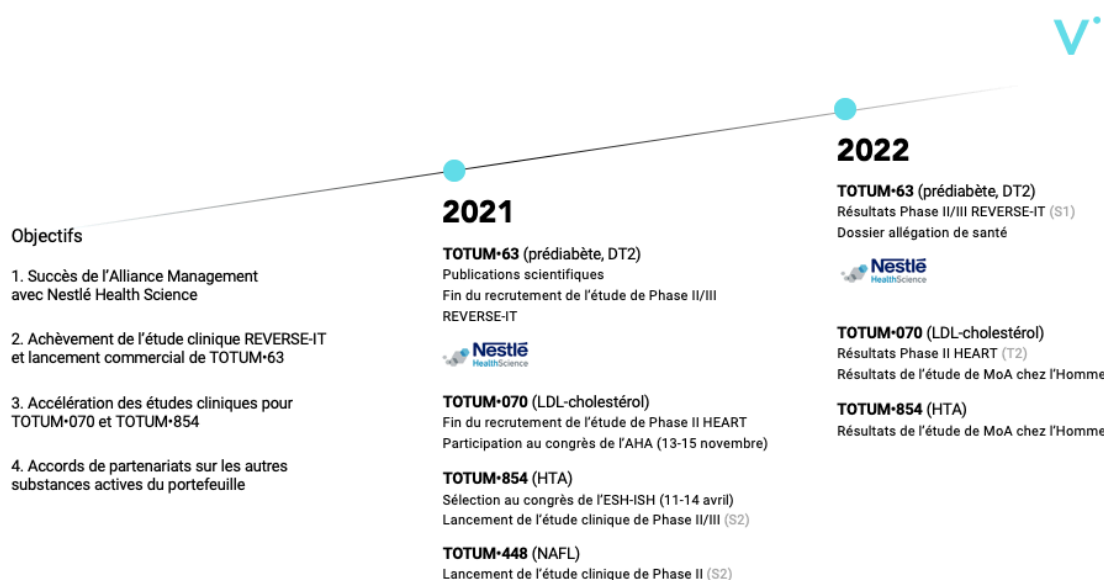 V
Objectifs
1. Succès de l'Alliance Management
avec Nestlé Health Science
2. Achèvement de l'étude clinique REVERSE-IT
et lancement commercial de TOTUM•63
3. Accélération des études cliniques pour
TOTUM•070 et TOTUM•854
4. Accords de partenariats sur les autres
substances actives du portefeuille
2021
TOTUM•63 (prédiabète, DT2)
Publications scientifiques
Fin du recrutement de l'étude de Phase II/III
REVERSE-IT
Nestlé
HealthScience
TOTUM•070 (LDL-cholestérol)
Fin du recrutement de l'étude de Phase II HEART
Participation au congrès de l'AHA (13-15 novembre)
TOTUM•854 (HTA)
Sélection au congrès de l'ESH-ISH (11-14 avril)
Lancement de l'étude clinique de Phase II/III (S2)
TOTUM•448 (NAFL)
Lancement de l'étude clinique de Phase II (S2)
2022
TOTUM•63 (prédiabète, DT2)
Résultats Phase II/III REVERSE-IT (S1)
Dossier allégation de santé
Nestlé
HealthScience
TOTUM•070 (LDL-cholestérol)
Résultats Phase II HEART (T2)
Résultats de l'étude de MoA chez l'Homme
TOTUM•854 (HTA)
Résultats de l'étude de MoA chez l'Homme